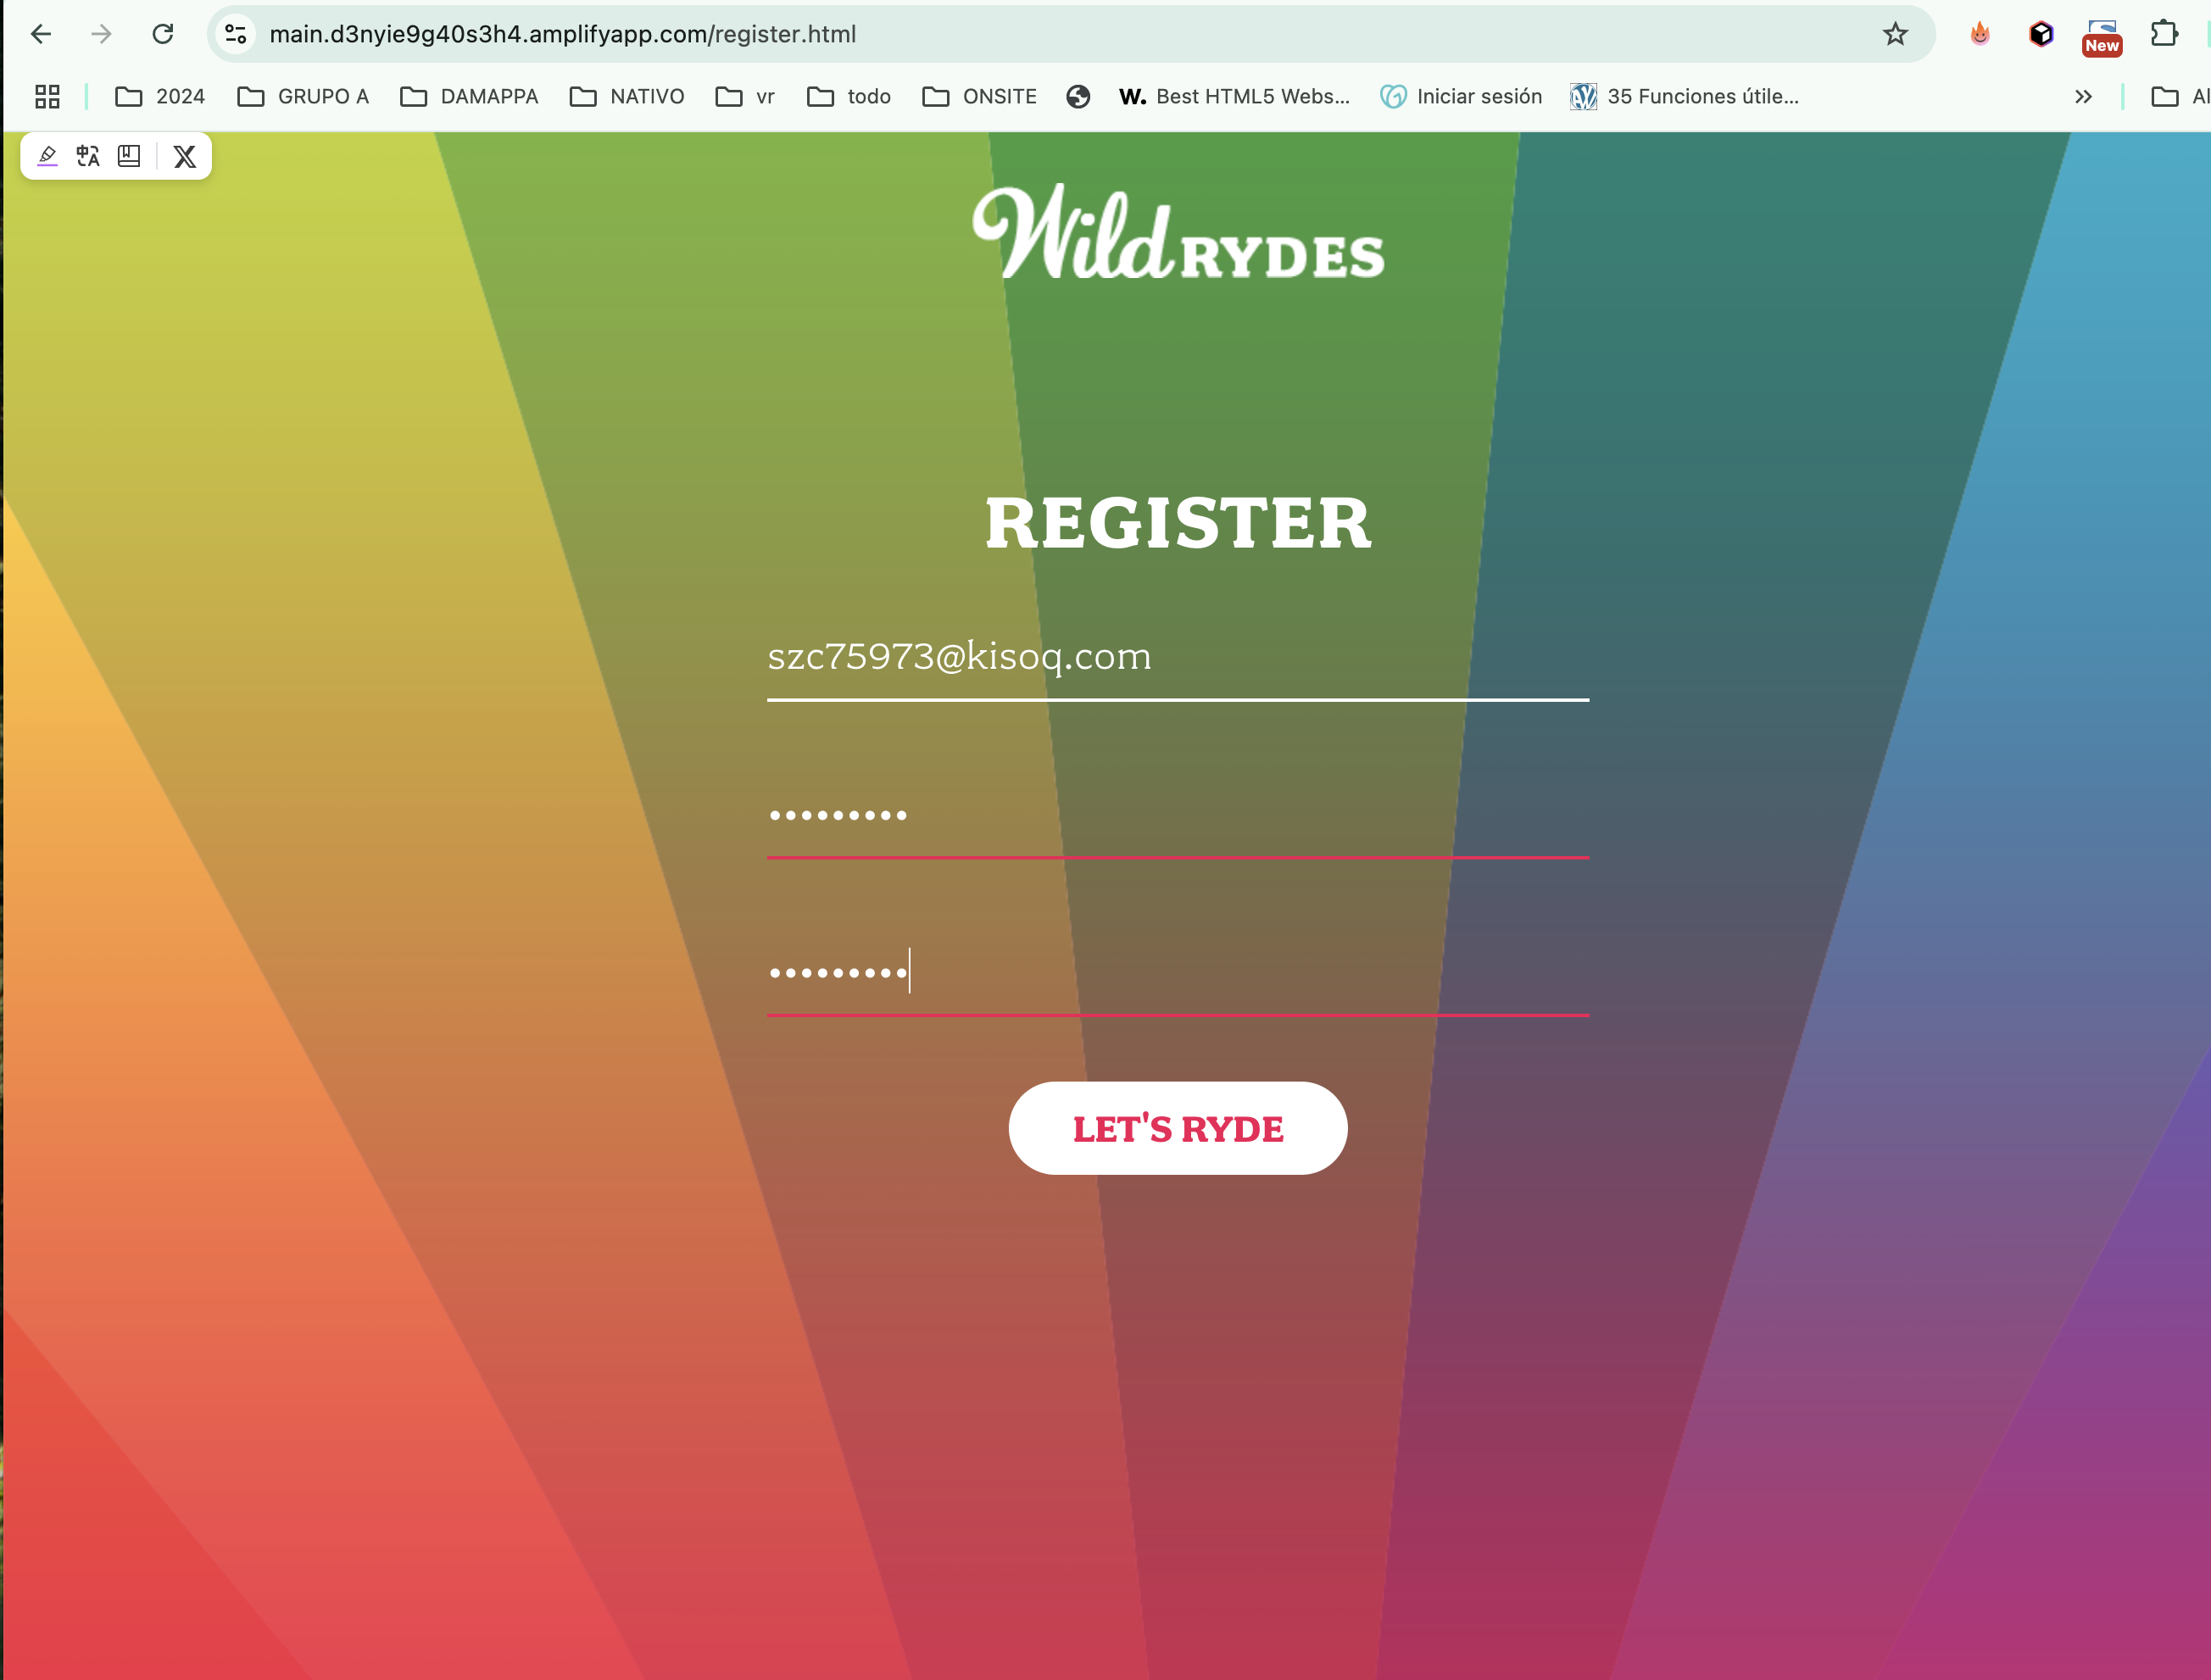 main.d3nyie9g40s3h4.amplifyapp.com/register.html
New
2024 GRUPO A DAMAPPA NATIVO vr todo ONSITE W. Best HTML5 Webs... Iniciar sesión 35 Funciones útile... Al
Wild RYDES
REGISTER
szc75973@kisoq.com
•••••••••
•••••••••
LET'S RYDE